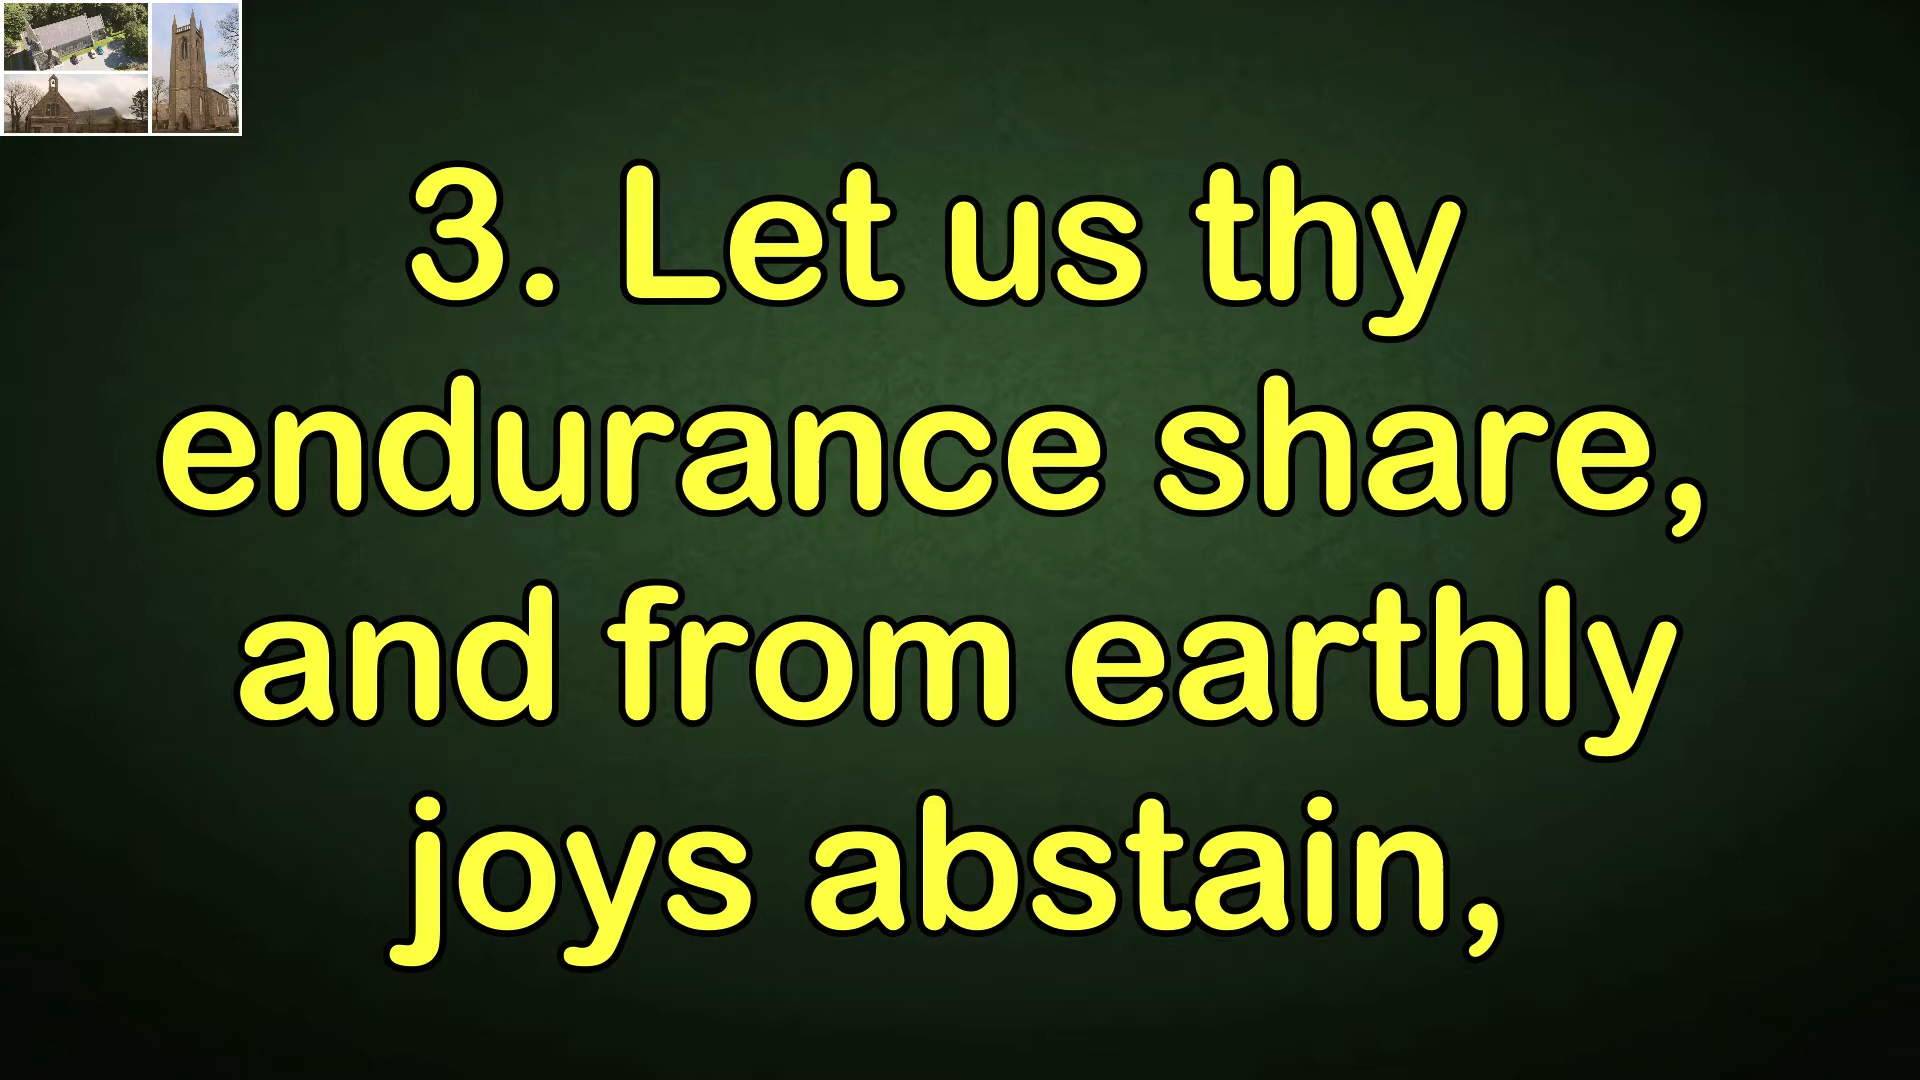 3. Let us thy
endurance share,
and from earthly
joys abstain,